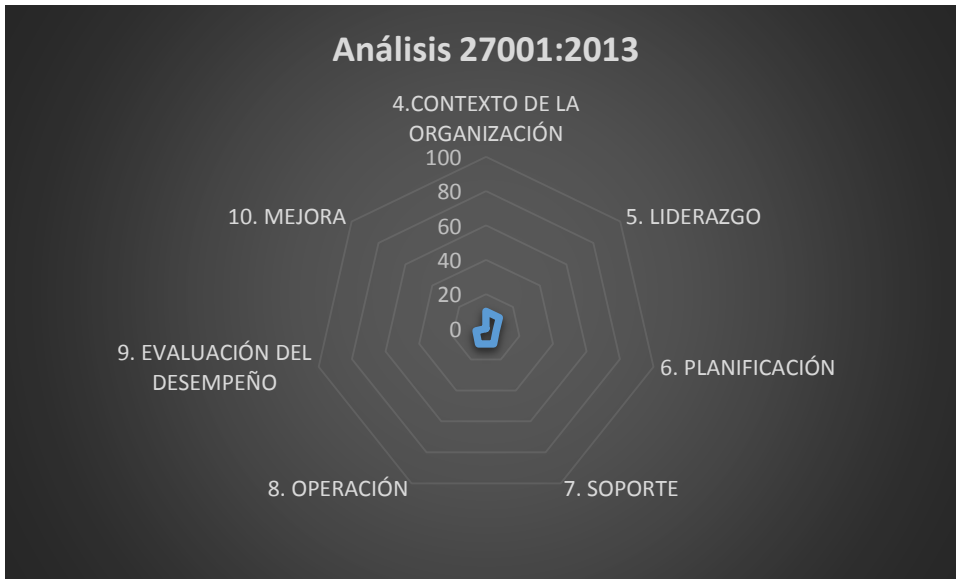 Análisis 27001:2013
4.CONTEXTO DE LA
ORGANIZACIÓN
100
80
60
40
20
0
5. LIDERAZGO
6. PLANIFICACIÓN
7. SOPORTE
8. OPERACIÓN
9. EVALUACIÓN DEL
DESEMPEÑO
10. MEJORA